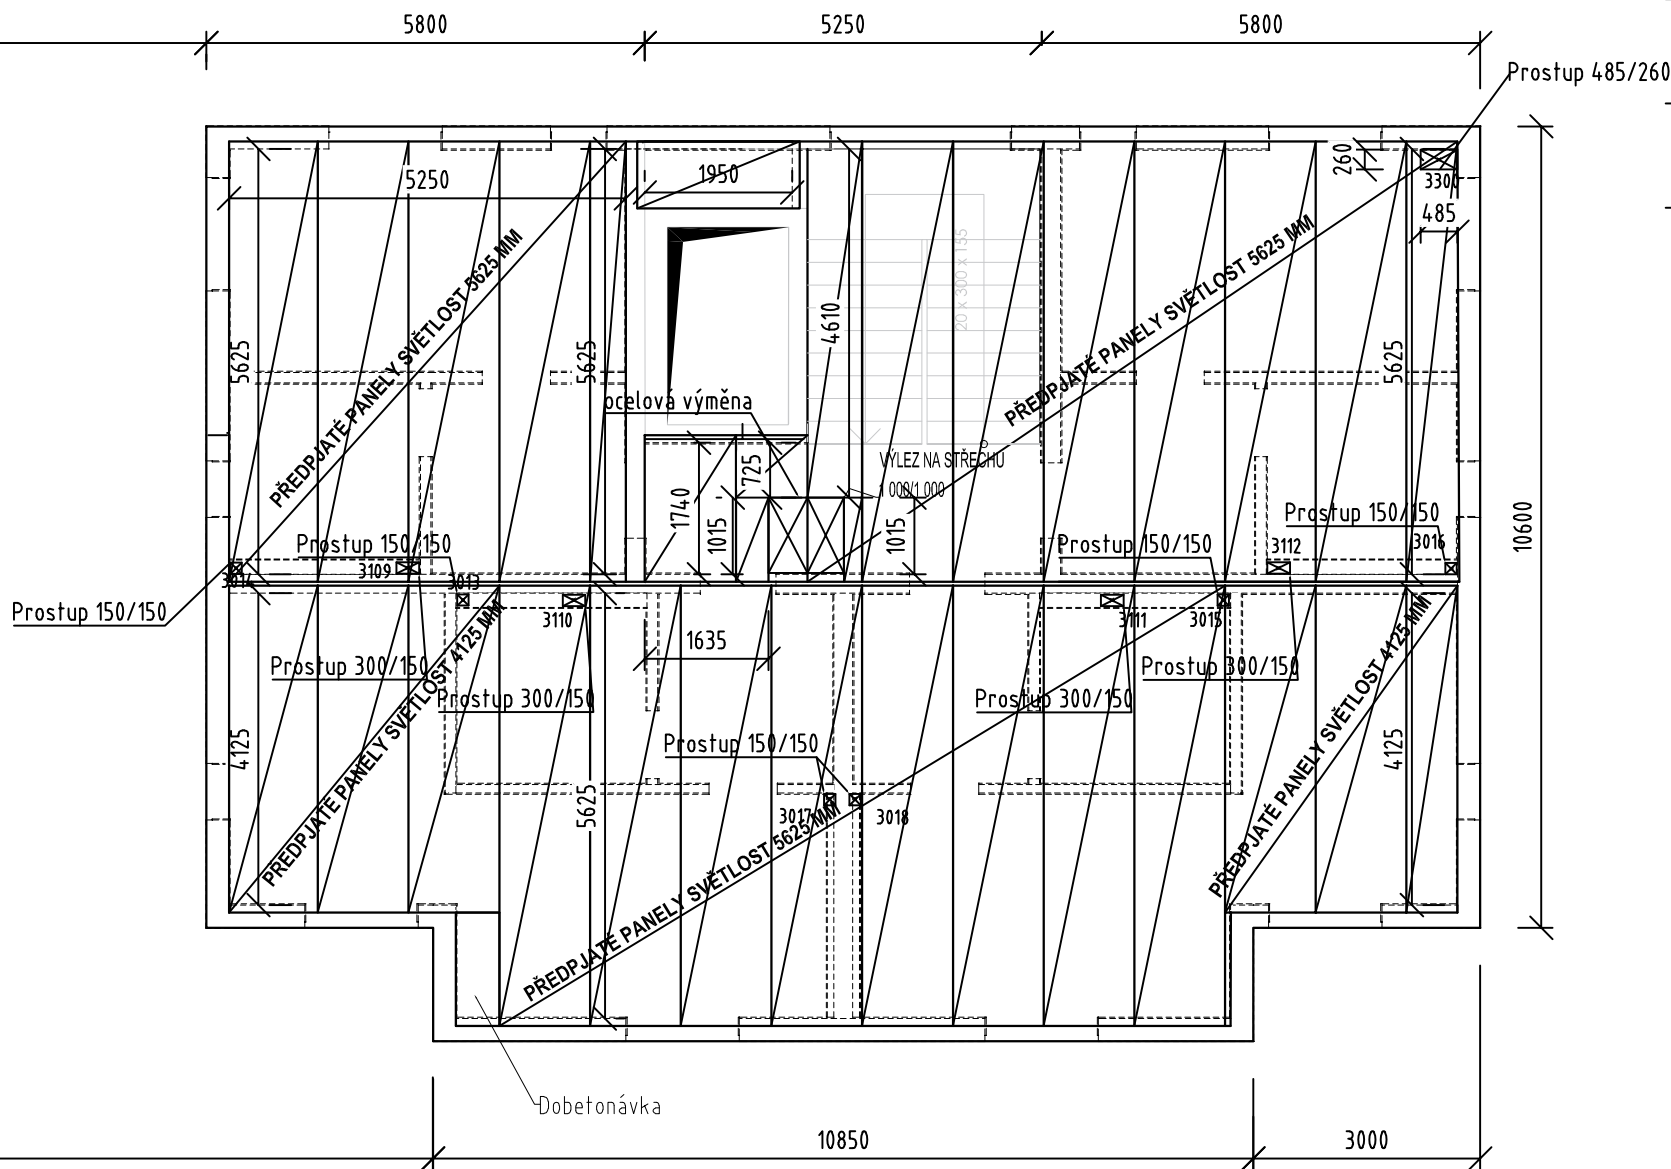 5800
5250
5800
Prostup 485/260
5250
1950
260
3300
485
20 x 300 x 155
PŘEDPJATÉ PANELY SVĚTLOST 5625 MM
PŘEDPJATÉ PANELY SVĚTLOST 5625 MM
4610
5625
5625
5625
ocelová výměna
VÝLEZ NA STŘECHU
1 000/1 000
725
1740
1015
1015
10600
Prostup 150/150
Prostup 150/150
Prostup 150/150
3112
3016
3014
3109
3013
Prostup 150/150
3110
3111
3015
1635
Prostup 300/150
Prostup 300/150
Prostup 300/150
Prostup 300/150
PŘEDPJATÉ PANELY SVĚTLOST 4125 MM
PŘEDPJATÉ PANELY SVĚTLOST 4125 MM
4125
4125
Prostup 150/150
5625
3017
3018
PŘEDPJATÉ PANELY SVĚTLOST 5625 MM
Dobetonávka
10850
3000